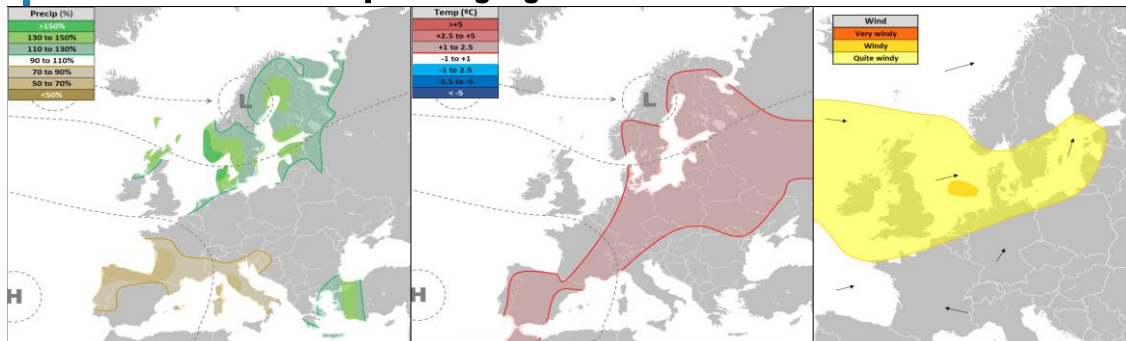 Precip (%)
>150%
130 to 150%
110 to 130%
90 to 110%
70 to 90%
50 to 70%
<50%
L
H
Temp (ºC)
>+5
+2.5 to +5
+1 to 2.5
-1 to +1
-1 to 2.5
-2.5 to -5
< -5
L
H
Wind
Very windy
Windy
Quite windy